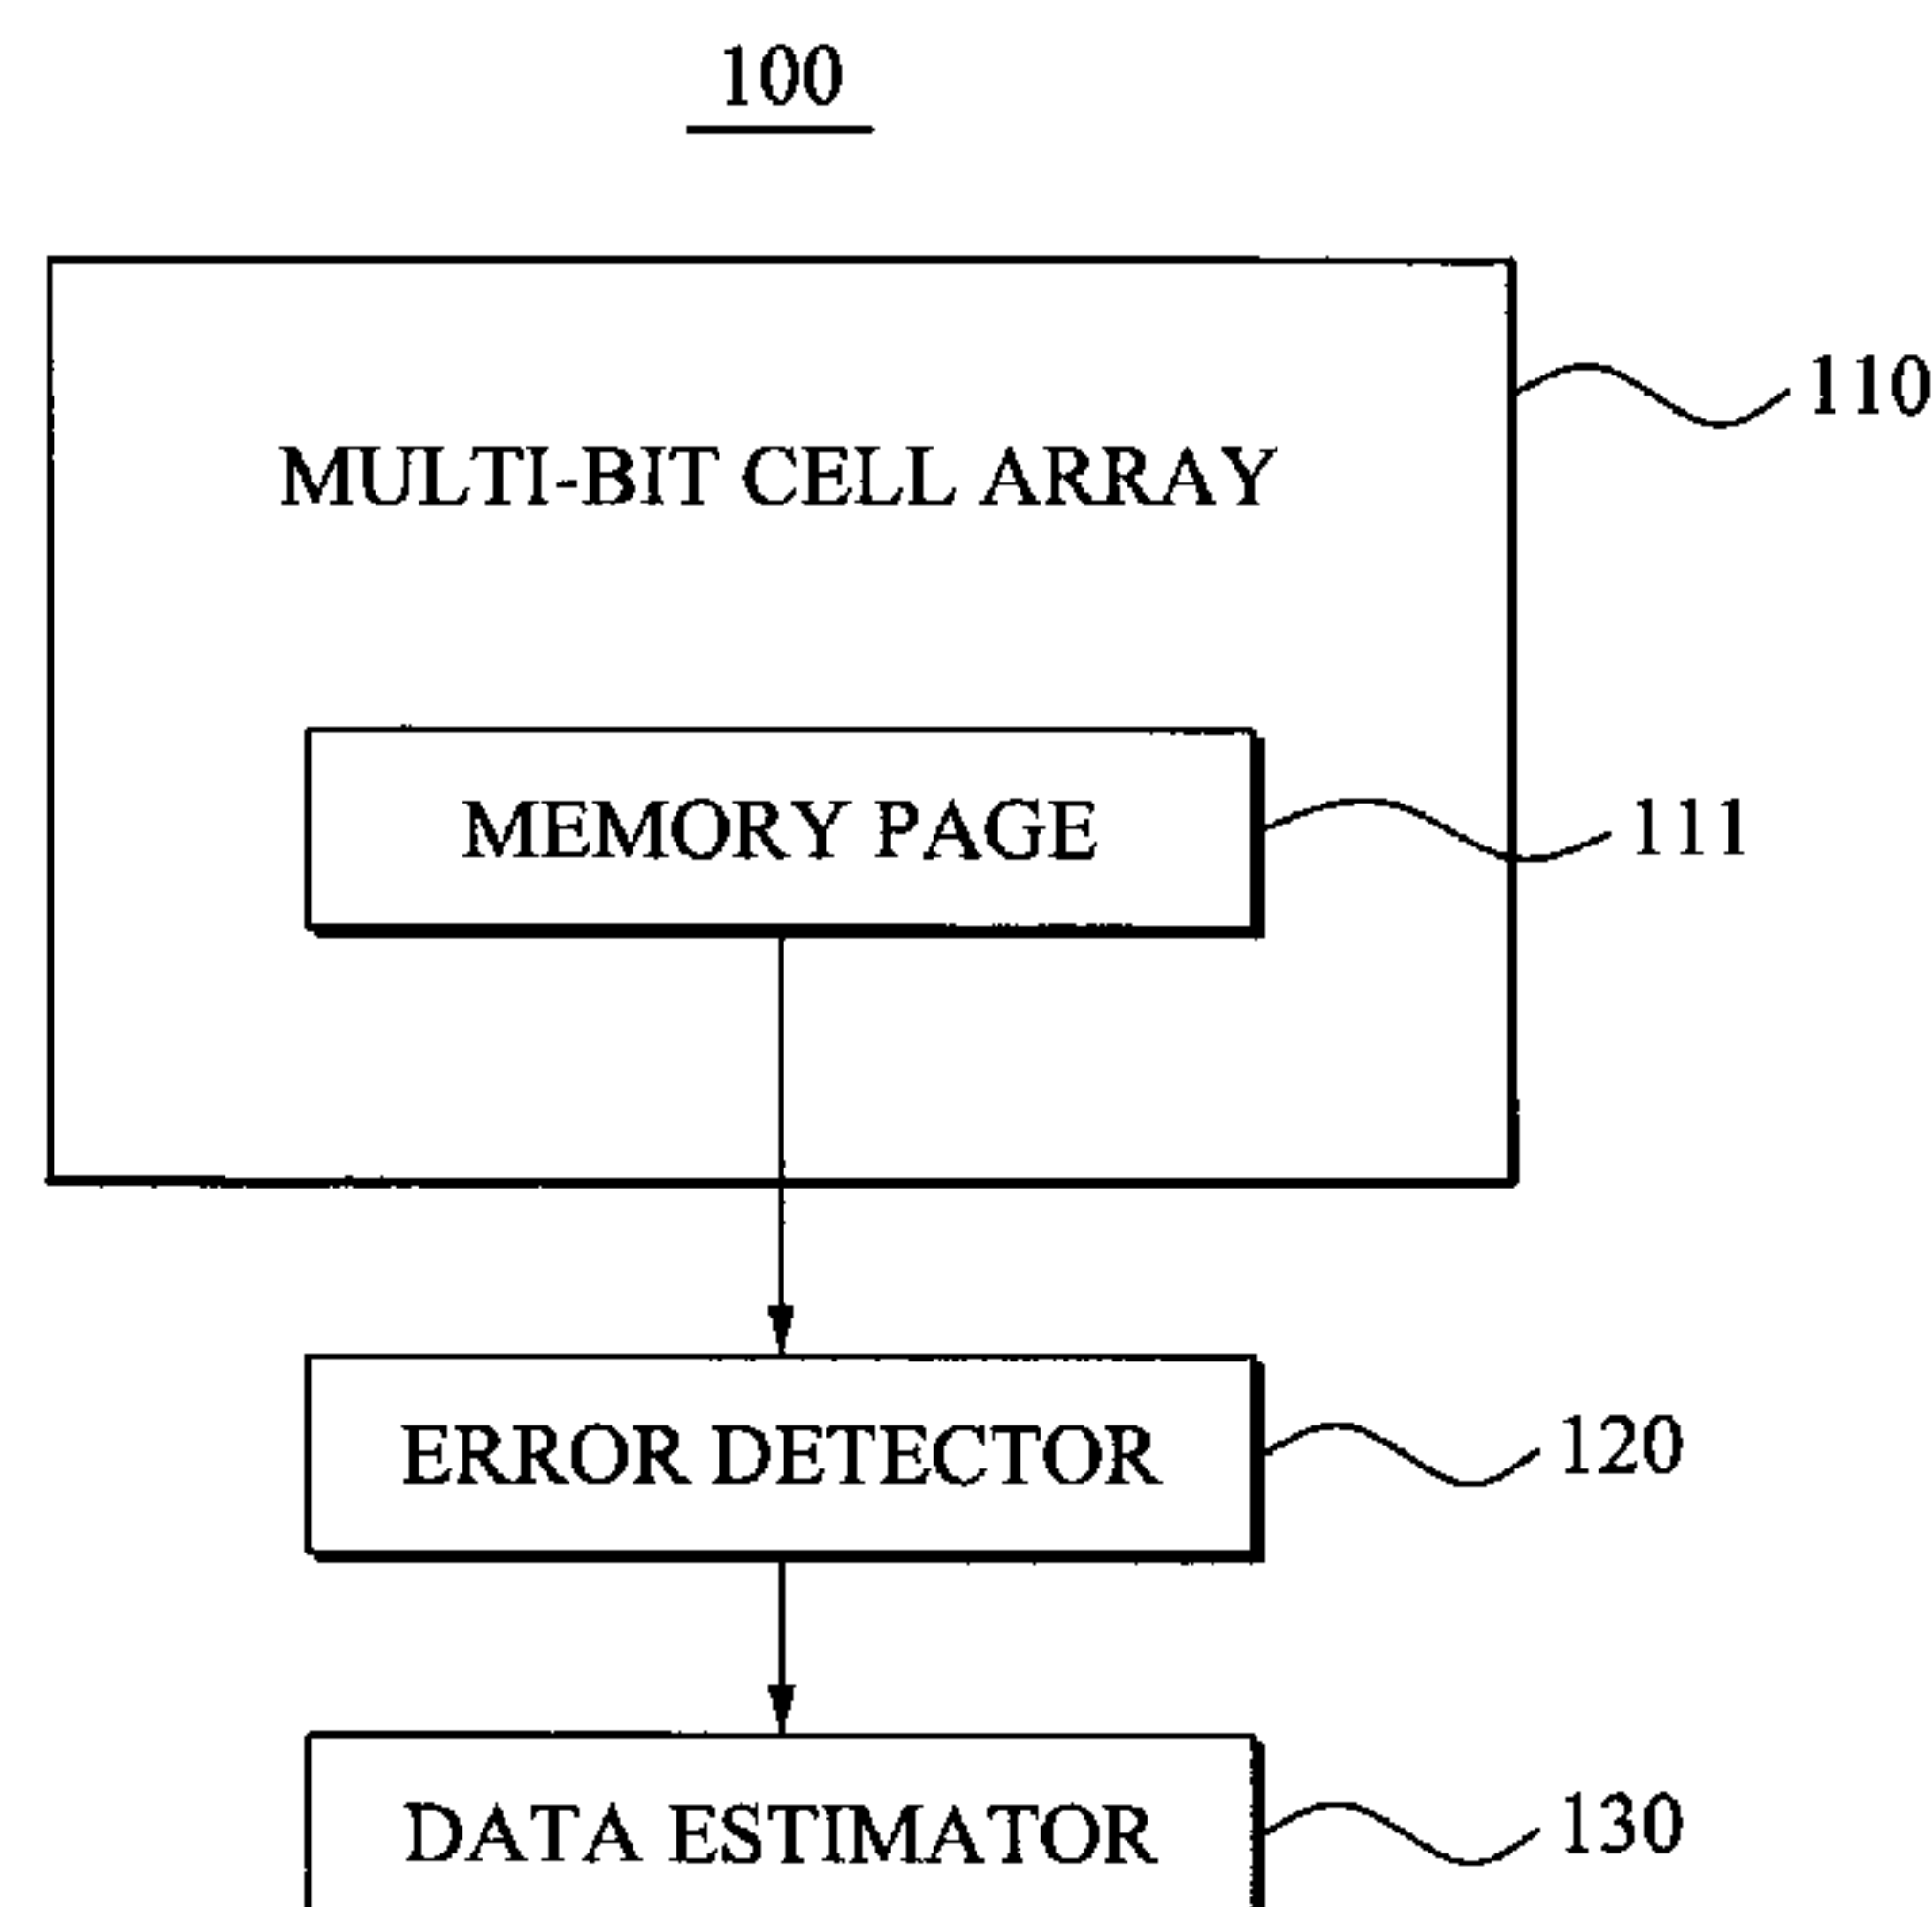 100
110
MULTI-BIT CELL ARRAY
MEMORY PAGE
111
ERROR DETECTOR
120
DATA ESTIMATOR
130